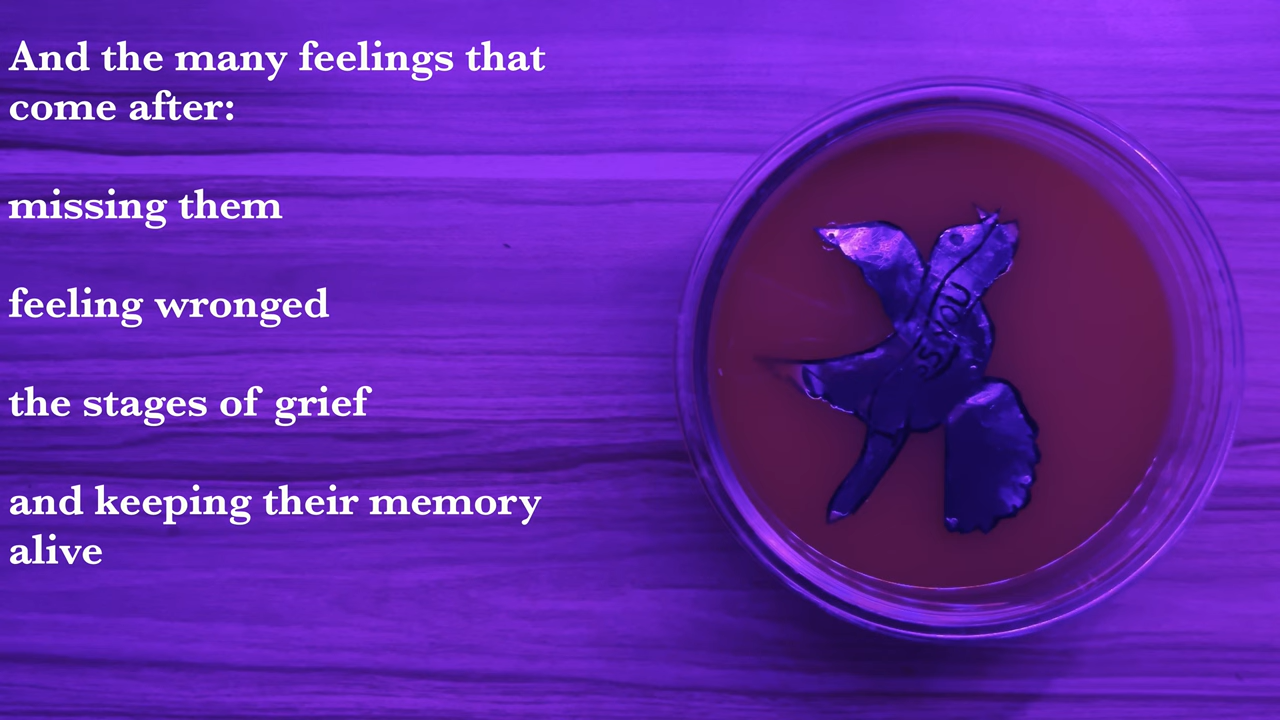 And the many feelings that
come after:
missing them
feeling wronged
the stages of grief
and keeping their memory
alive
YOU